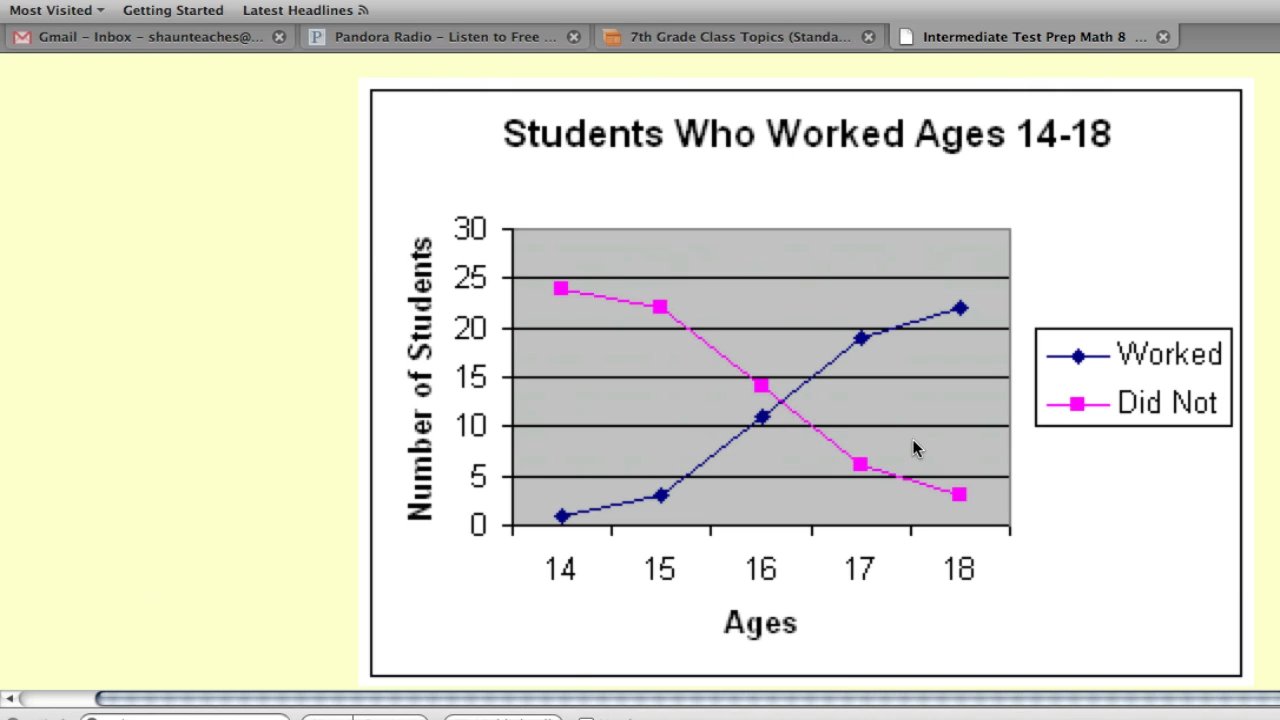 Most Visited Getting Started Latest Headlines
Gmail – Inbox – shaunteaches@... Pandora Radio – Listen to Free ... 7th Grade Class Topics (Standa... Intermediate Test Prep Math 8 ...
Students Who Worked Ages 14-18
Number of Students
30
25
20
15
10
5
0
14 15 16 17 18
Ages
Worked
Did Not